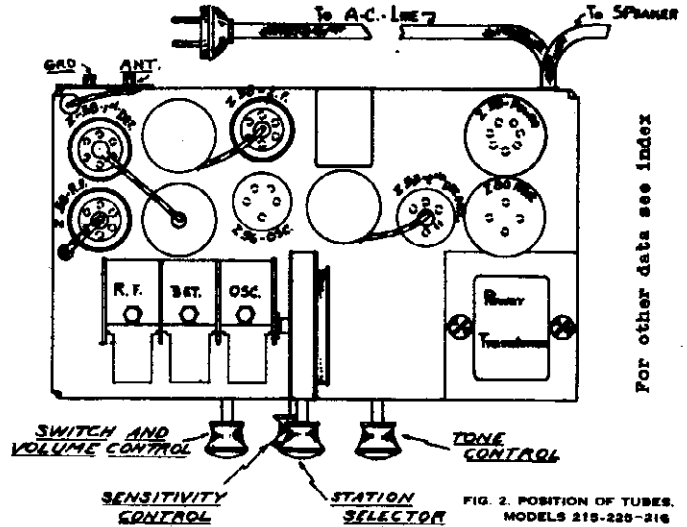 To A-C- LINE
To SPEAKER
GRD
ANT.
R.F.
DET.
OSC.
POWER
TRANSFORMER
SWITCH AND
VOLUME CONTROL
SENSITIVITY
CONTROL
STATION
SELECTOR
TONE
CONTROL
For other data see index
FIG. 2. POSITION OF TUBES.
MODELS 215-225-216